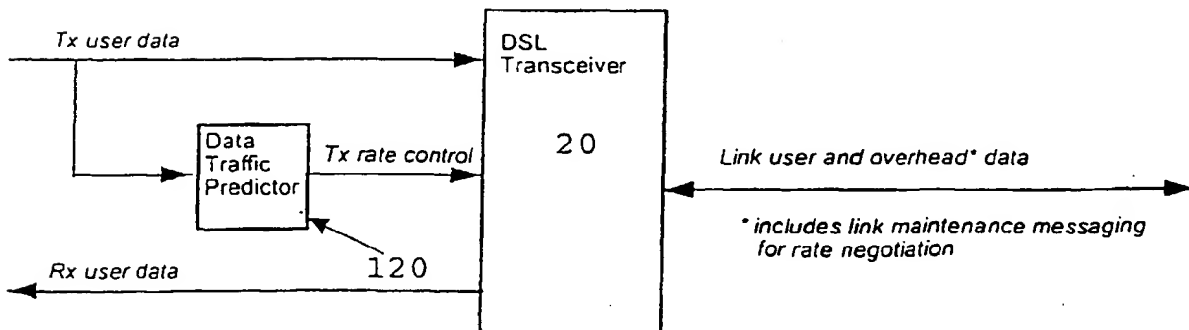 Tx user data
DSL
Transceiver
20
Data
Traffic
Predictor
Tx rate control
Link user and overhead* data
* includes link maintenance messaging
for rate negotiation
120
Rx user data